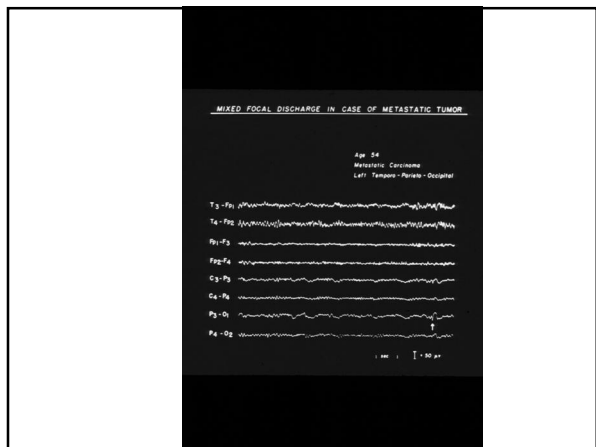 MIXED FOCAL DISCHARGE IN CASE OF METASTATIC TUMOR
Age 54
Metastatic Carcinoma
Left Temporo-Parieto-Occipital
T3-Fp1
T4-Fp2
Fp1-F3
Fp2-F4
C3-P3
C4-P4
P3-O1
P4-O2
1 SEC 50 μV